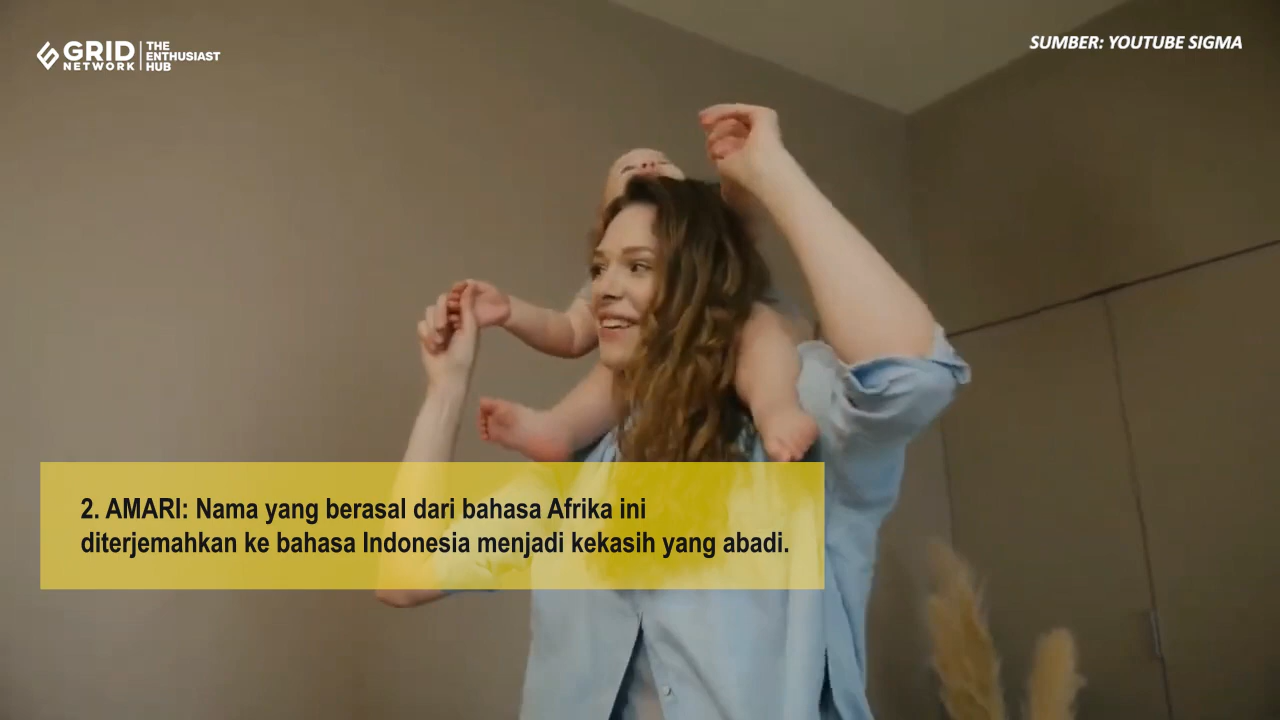 GRID
NETWORK
THE
ENTHUSIAST
HUB
SUMBER: YOUTUBE SIGMA
2. AMARI: Nama yang berasal dari bahasa Afrika ini
diterjemahkan ke bahasa Indonesia menjadi kekasih yang abadi.